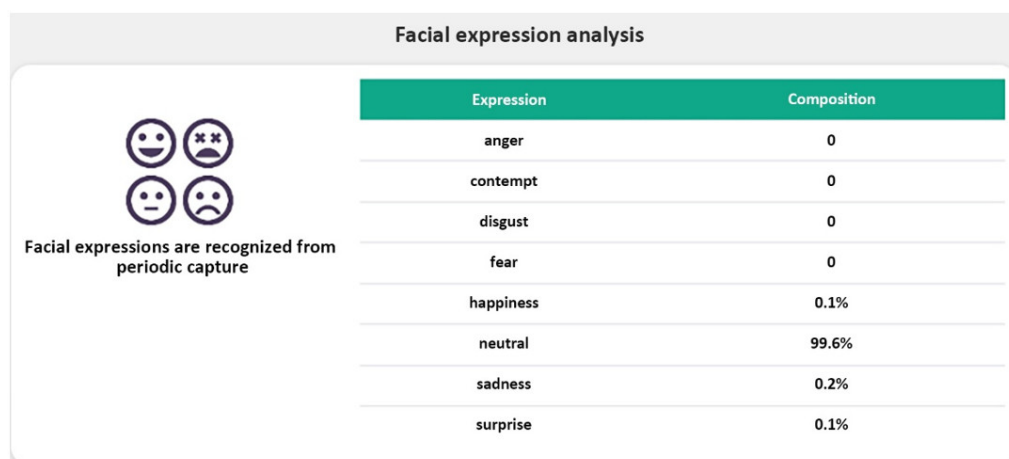 Facial expression analysis
Facial expressions are recognized from
periodic capture
Expression Composition
anger 0
contempt 0
disgust 0
fear 0
happiness 0.1%
neutral 99.6%
sadness 0.2%
surprise 0.1%